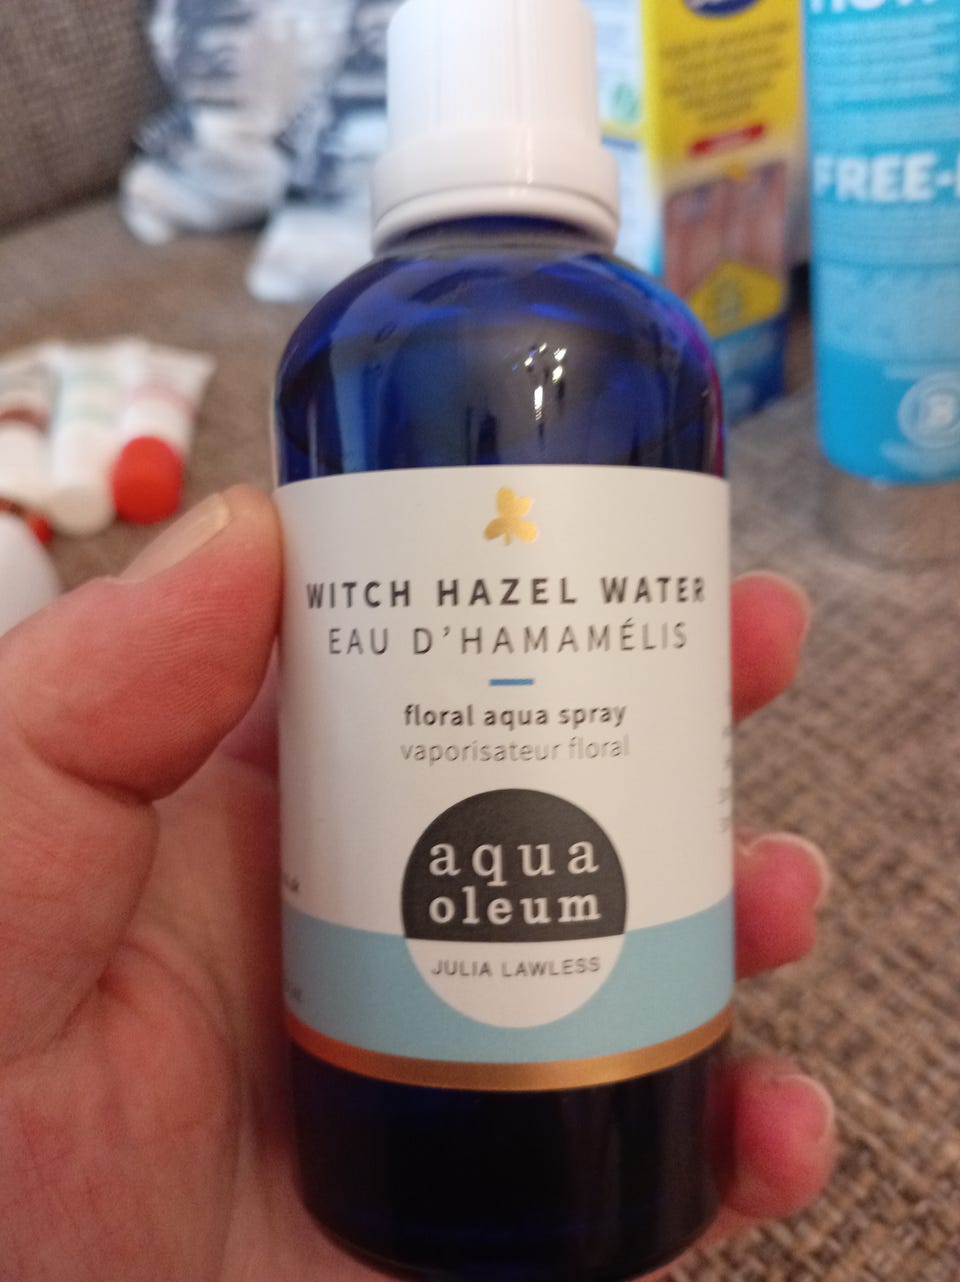 WITCH HAZEL WATER
EAU D'HAMAMÉLIS
floral aqua spray
vaporisateur floral
aqua
oleum
JULIA LAWLESS
FREE-